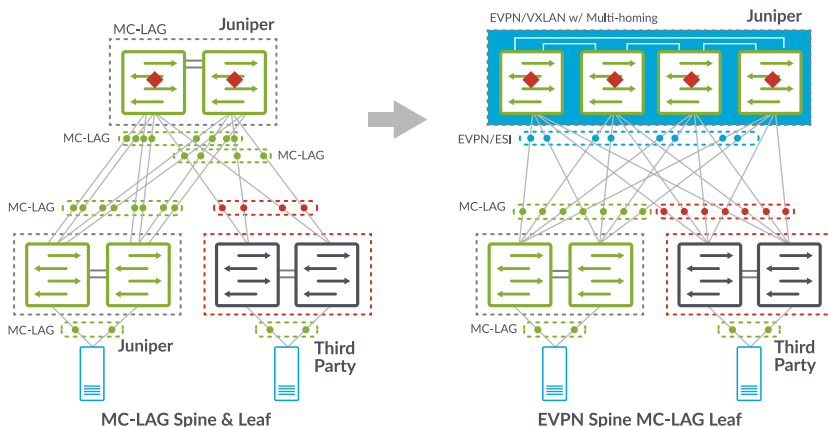 MC-LAG
Juniper
MC-LAG
MC-LAG
MC-LAG
MC-LAG
Juniper
Third
Party
MC-LAG Spine & Leaf
EVPN/VXLAN w/ Multi-homing
Juniper
EVPN/ESI
MC-LAG
MC-LAG
Third
Party
EVPN Spine MC-LAG Leaf